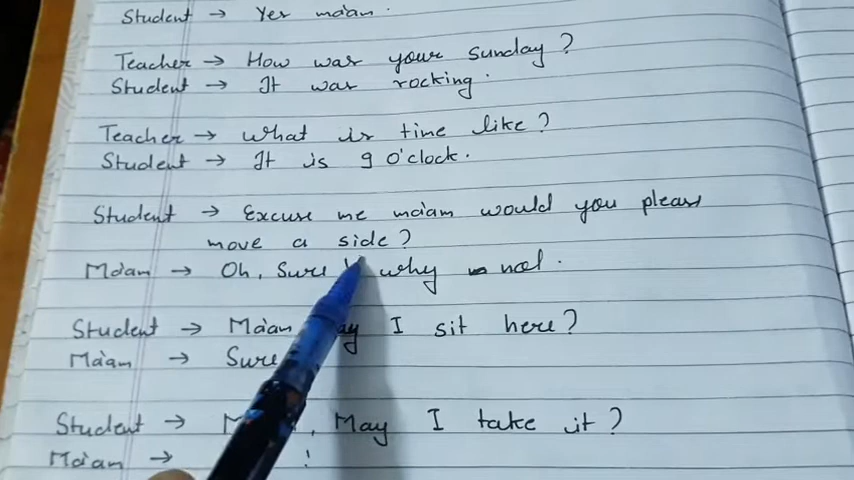 Student → Yes ma'am.
Teacher → How was your sunday?
Student → It was rocking.
Teacher → What is time like?
Student → It is 9 o'clock.
Student → Excuse me ma'am would you please
move a side?
Ma'am → Oh, Sure why not.
Student → Ma'am I sit here?
Ma'am → Sure
Student → , May I take it?
Ma'am → !